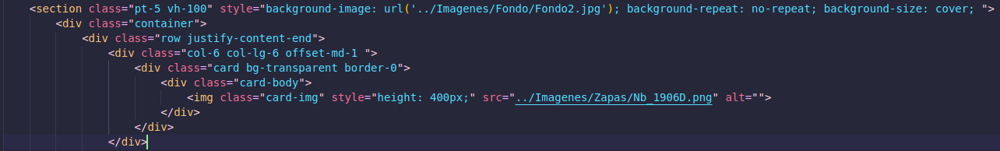 <section class="pt-5 vh-100" style="background-image: url('../Imagenes/Fondo/Fondo2.jpg'); background-repeat: no-repeat; background-size: cover; ">
<div class="container">
<div class="row justify-content-end">
<div class="col-6 col-lg-6 offset-md-1 ">
<div class="card bg-transparent border-0">
<div class="card-body">
<img class="card-img" style="height: 400px;" src="../Imagenes/Zapas/Nb_1906D.png" alt="">
</div>
</div>
</div>